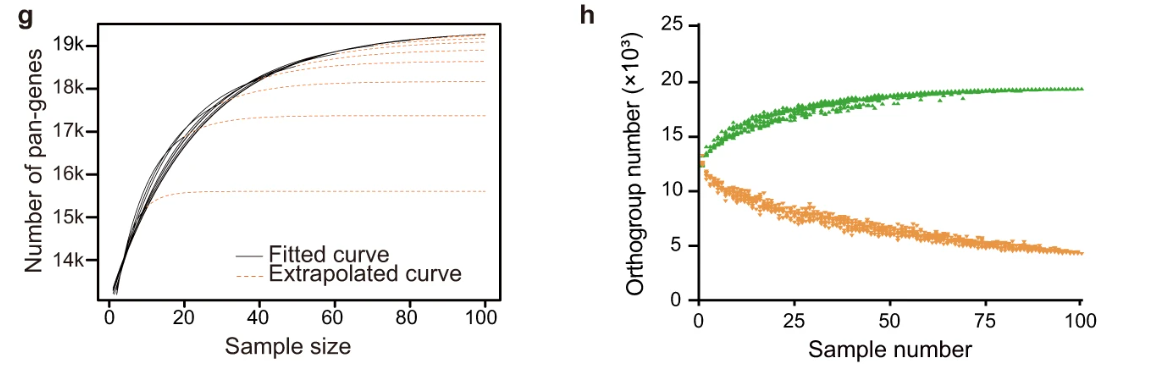 g
Number of pan-genes
19k
18k
17k
16k
15k
14k
Fitted curve
Extrapolated curve
0 20 40 60 80 100
Sample size
h
Orthogroup number (×10³)
25
20
15
10
5
0
0 25 50 75 100
Sample number